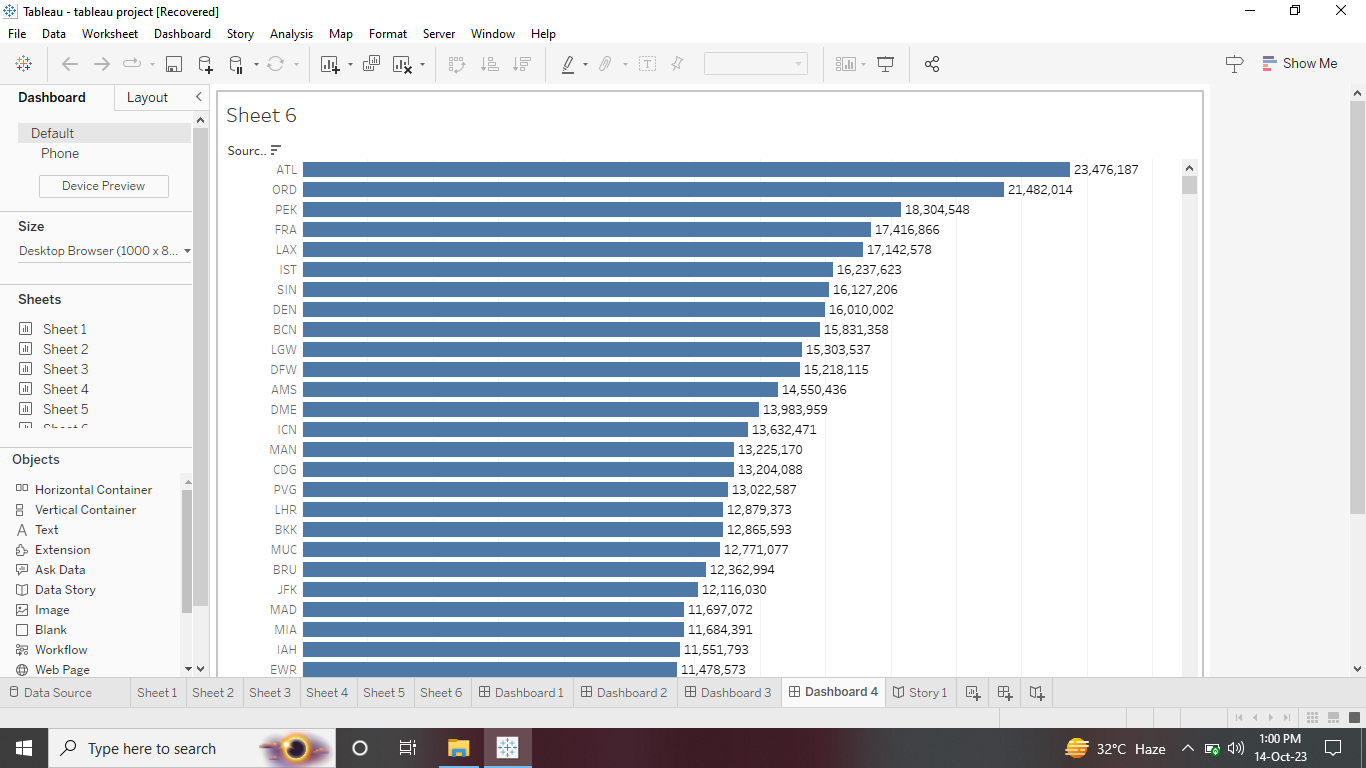 Tableau - tableau project [Recovered]
File Data Worksheet Dashboard Story Analysis Map Format Server Window Help
Show Me
Dashboard Layout
Default
Phone
Device Preview
Size
Desktop Browser (1000 x 8...
Sheets
Sheet 1
Sheet 2
Sheet 3
Sheet 4
Sheet 5
Sheet 6
Objects
Horizontal Container
Vertical Container
Text
Extension
Ask Data
Data Story
Image
Blank
Workflow
Web Page
Sheet 6
Sourc..
ATL 23,476,187
ORD 21,482,014
PEK 18,304,548
FRA 17,416,866
LAX 17,142,578
IST 16,237,623
SIN 16,127,206
DEN 16,010,002
BCN 15,831,358
LGW 15,303,537
DFW 15,218,115
AMS 14,550,436
DME 13,983,959
ICN 13,632,471
MAN 13,225,170
CDG 13,204,088
PVG 13,022,587
LHR 12,879,373
BKK 12,865,593
MUC 12,771,077
BRU 12,362,994
JFK 12,116,030
MAD 11,697,072
MIA 11,684,391
IAH 11,551,793
EWR 11,478,573
Data Source Sheet 1 Sheet 2 Sheet 3 Sheet 4 Sheet 5 Sheet 6 Dashboard 1 Dashboard 2 Dashboard 3 Dashboard 4 Story 1
Type here to search
32°C Haze
1:00 PM
14-Oct-23